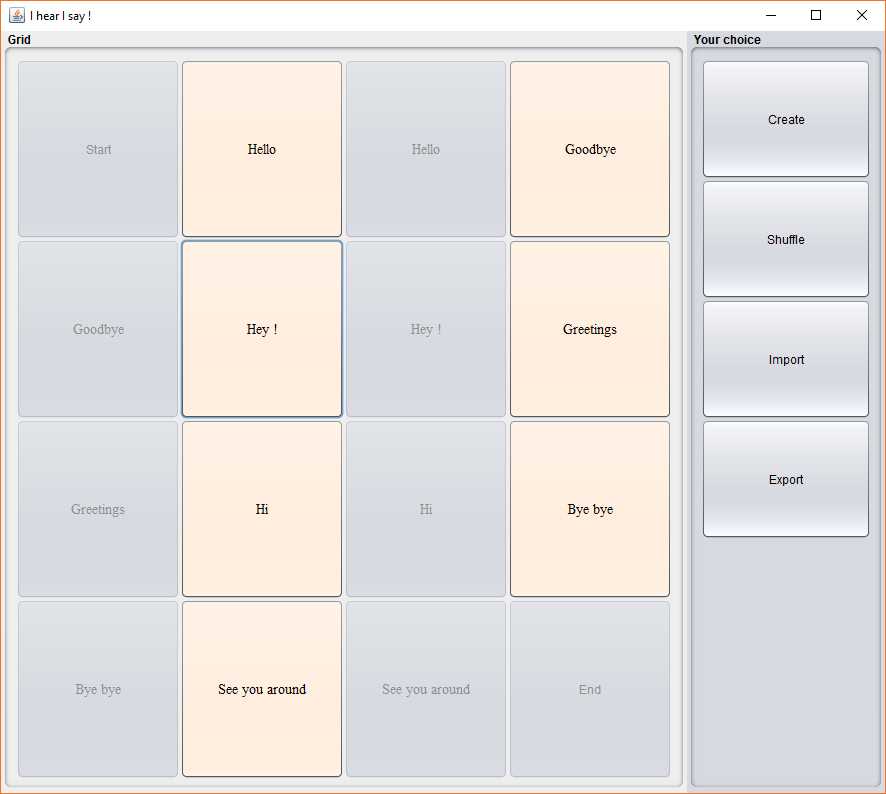 I hear I say !
Grid
Your choice
Start
Hello
Hello
Goodbye
Create
Goodbye
Hey !
Hey !
Greetings
Shuffle
Greetings
Hi
Hi
Bye bye
Import
Bye bye
See you around
See you around
End
Export